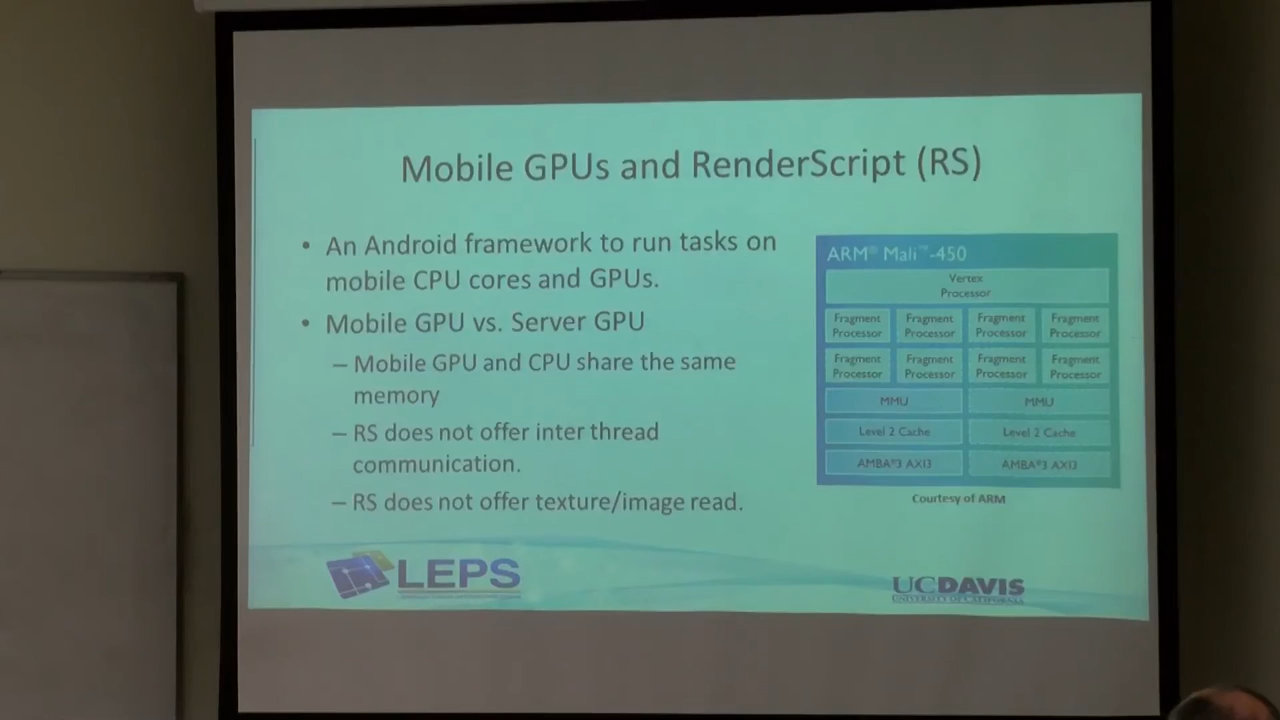 Mobile GPUs and RenderScript (RS)
• An Android framework to run tasks on
mobile CPU cores and GPUs.
• Mobile GPU vs. Server GPU
– Mobile GPU and CPU share the same
memory
– RS does not offer inter thread
communication.
– RS does not offer texture/image read.
ARM® Mali™-450
Vertex
Processor
Fragment Processor
Fragment Processor
Fragment Processor
Fragment Processor
Fragment Processor
Fragment Processor
Fragment Processor
Fragment Processor
MMU
MMU
Level 2 Cache
Level 2 Cache
AMBA®3 AXI3
AMBA®3 AXI3
Courtesy of ARM
LEPS
UCDAVIS
UNIVERSITY OF CALIFORNIA